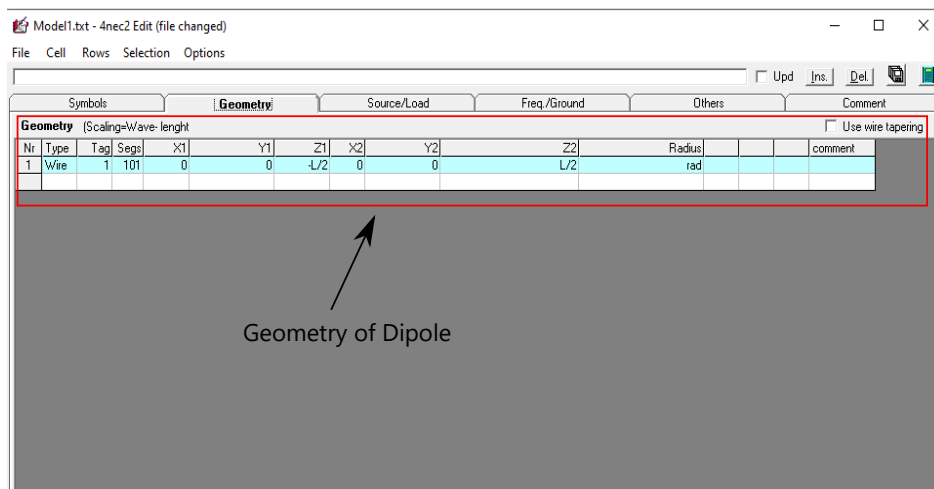 Model1.txt - 4nec2 Edit (file changed)
File Cell Rows Selection Options
Upd Ins. Del.
Symbols Geometry Source/Load Freq./Ground Others Comment
Geometry (Scaling=Wave- lenght Use wire tapering
Nr Type Tag Segs X1 Y1 Z1 X2 Y2 Z2 Radius comment
1 Wire 1 101 0 0 -L/2 0 0 L/2 rad
Geometry of Dipole